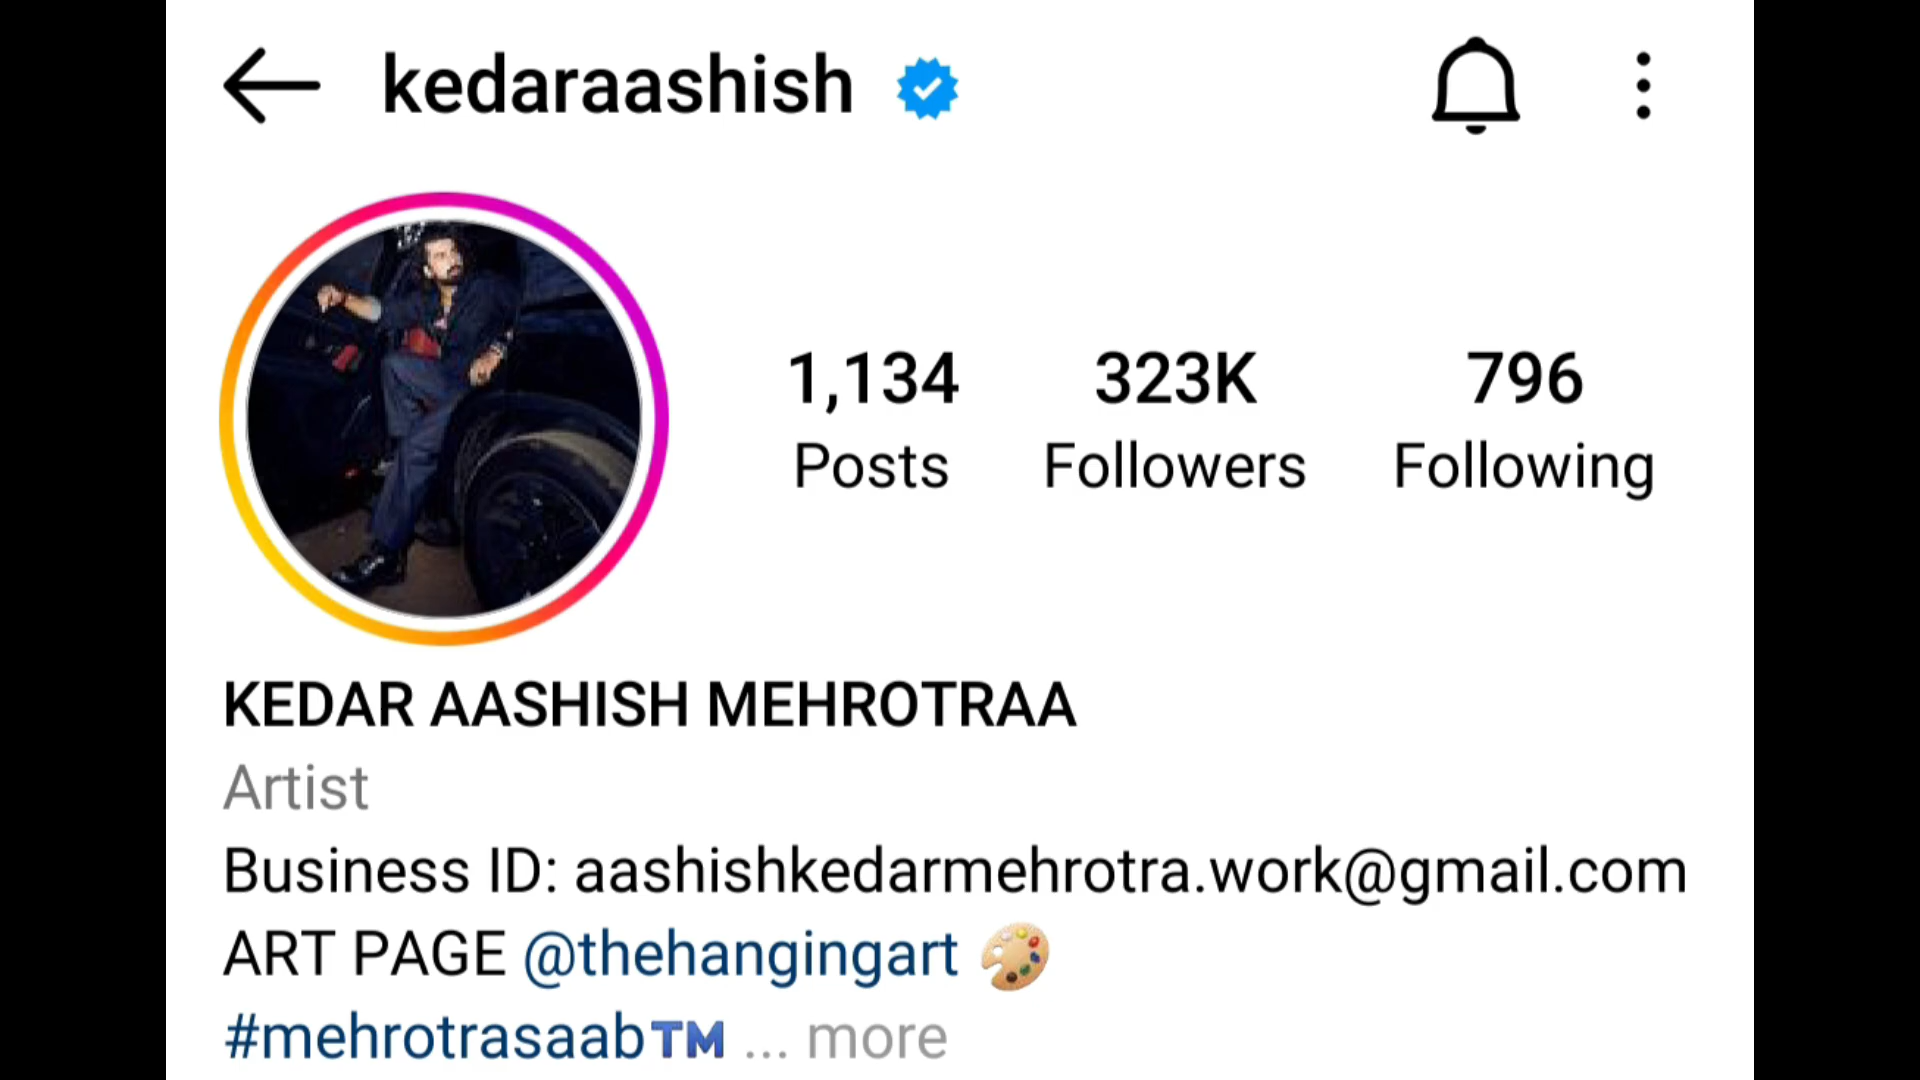 kedaraashish
1,134 323K 796
Posts Followers Following
KEDAR AASHISH MEHROTRAA
Artist
Business ID: aashishkedarmehrotra.work@gmail.com
ART PAGE @thehangingart 🎨
#mehrotrasaab™️ ... more